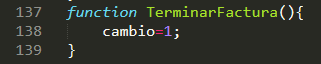 137 function TerminarFactura(){
138 cambio=1;
139 }